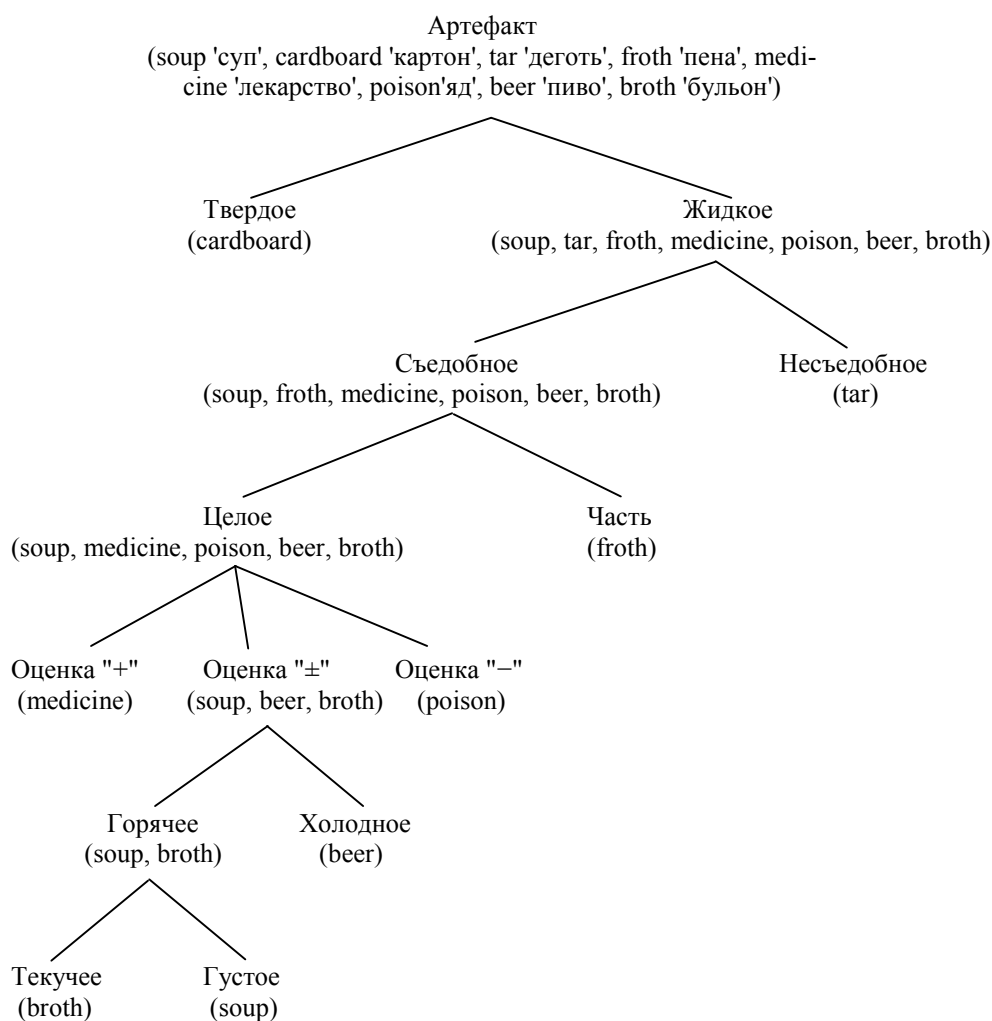 Артефакт
(soup 'суп', cardboard 'картон', tar 'деготь', froth 'пена', medi-
cine 'лекарство', poison'яд', beer 'пиво', broth 'бульон')
Твердое
(cardboard)
Жидкое
(soup, tar, froth, medicine, poison, beer, broth)
Съедобное
(soup, froth, medicine, poison, beer, broth)
Несъедобное
(tar)
Целое
(soup, medicine, poison, beer, broth)
Часть
(froth)
Оценка "+"
(medicine)
Оценка "±"
(soup, beer, broth)
Оценка "−"
(poison)
Горячее
(soup, broth)
Холодное
(beer)
Текучее
(broth)
Густое
(soup)